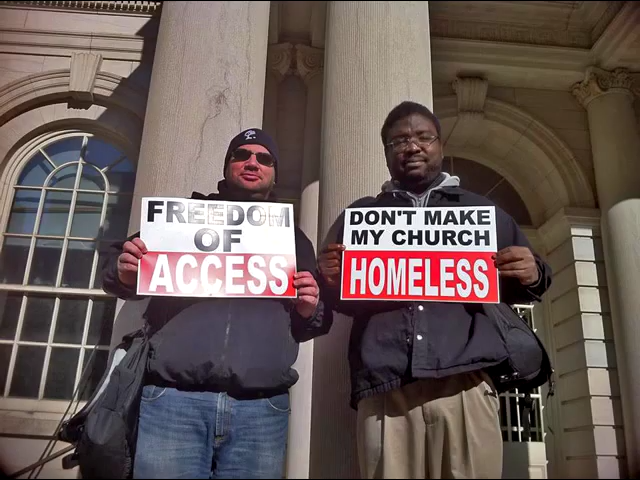 FREEDOM
OF
ACCESS
DON'T MAKE
MY CHURCH
HOMELESS